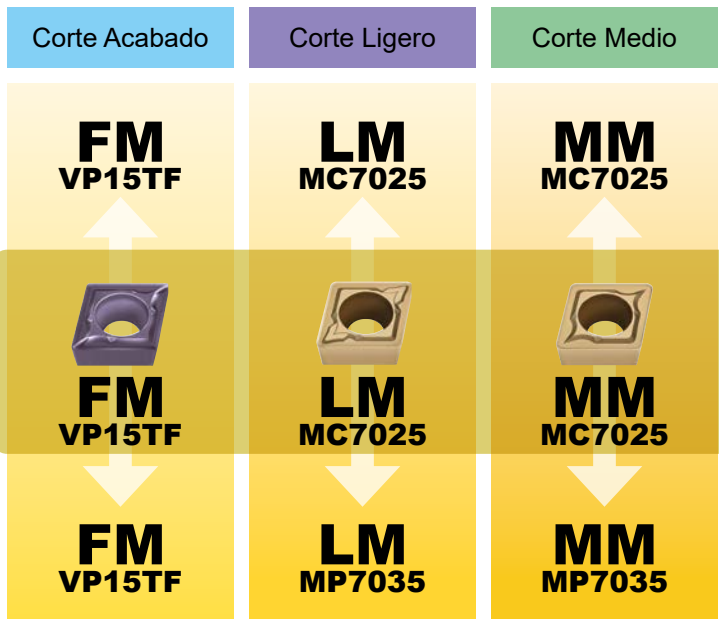 Corte Acabado
Corte Ligero
Corte Medio
FM
VP15TF
LM
MC7025
MM
MC7025
FM
VP15TF
LM
MC7025
MM
MC7025
FM
VP15TF
LM
MP7035
MM
MP7035